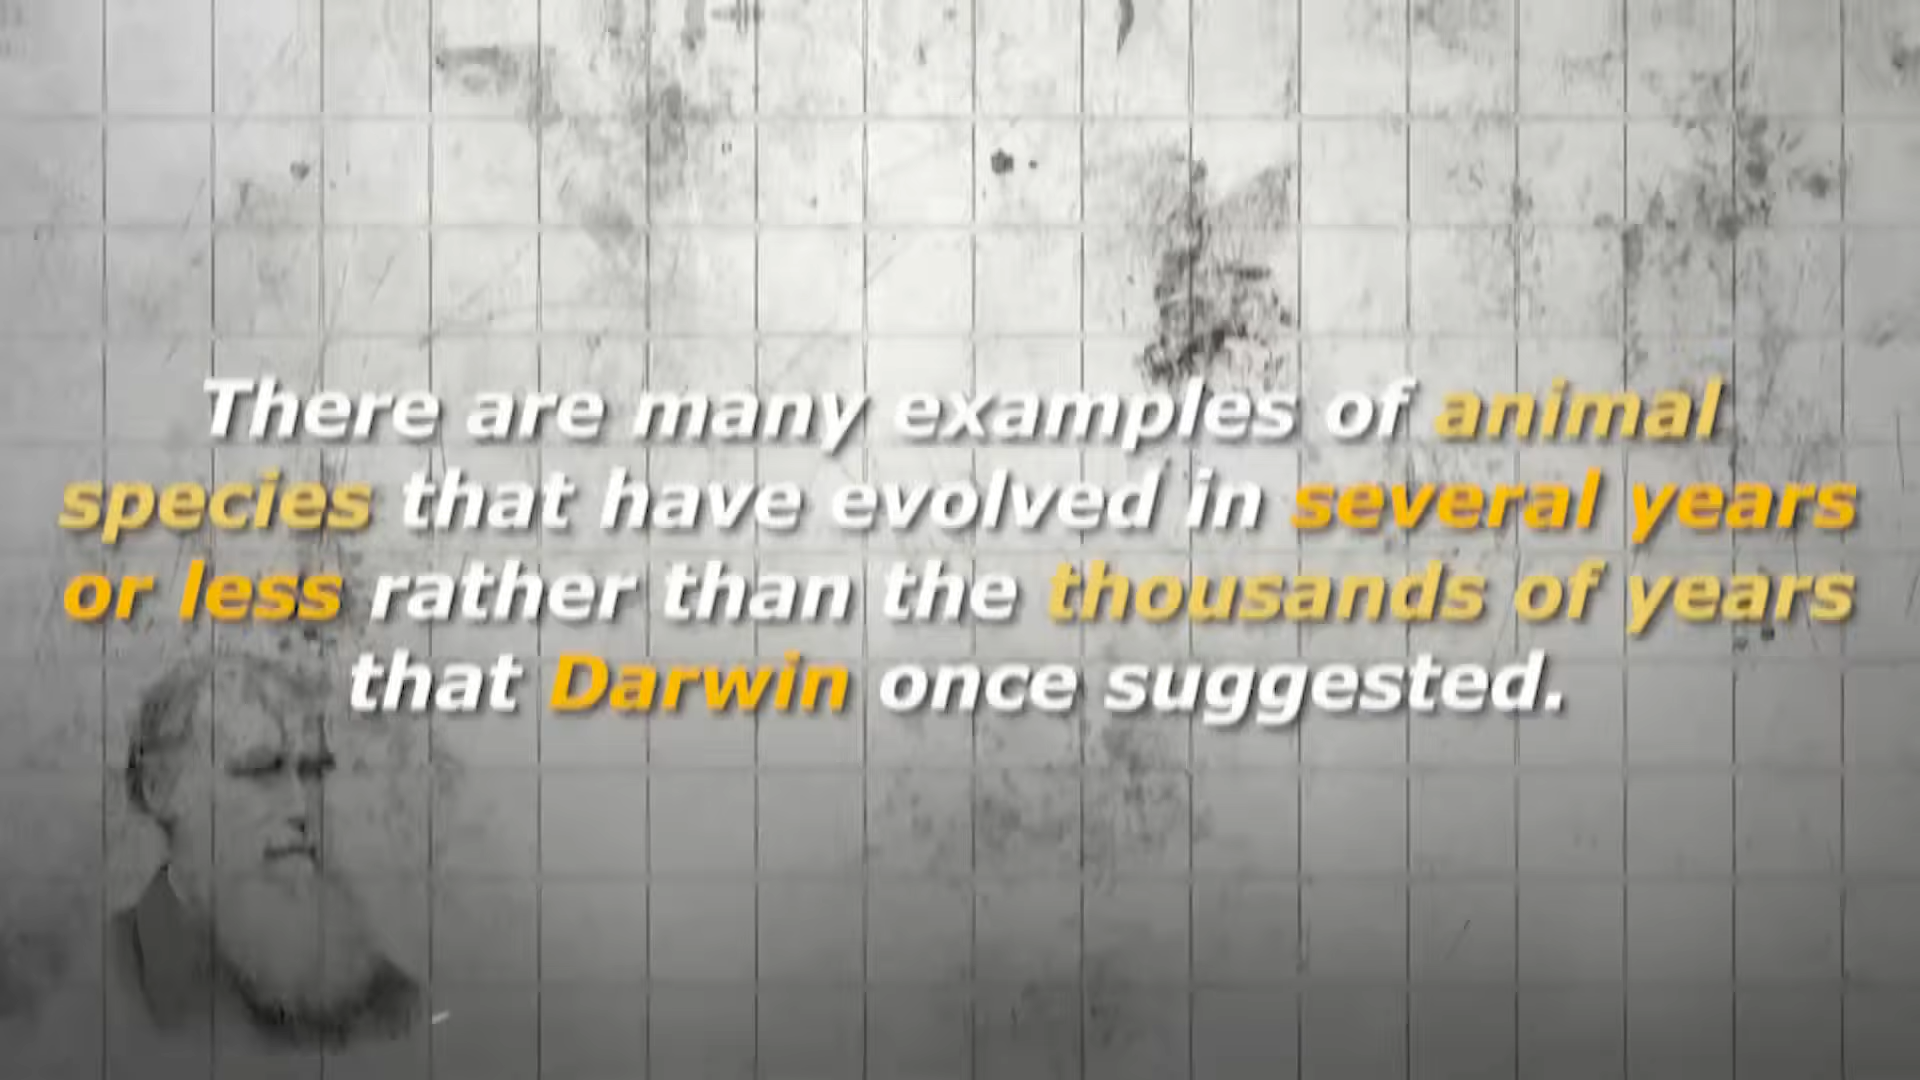 There are many examples of animal
species that have evolved in several years
or less rather than the thousands of years
that Darwin once suggested.